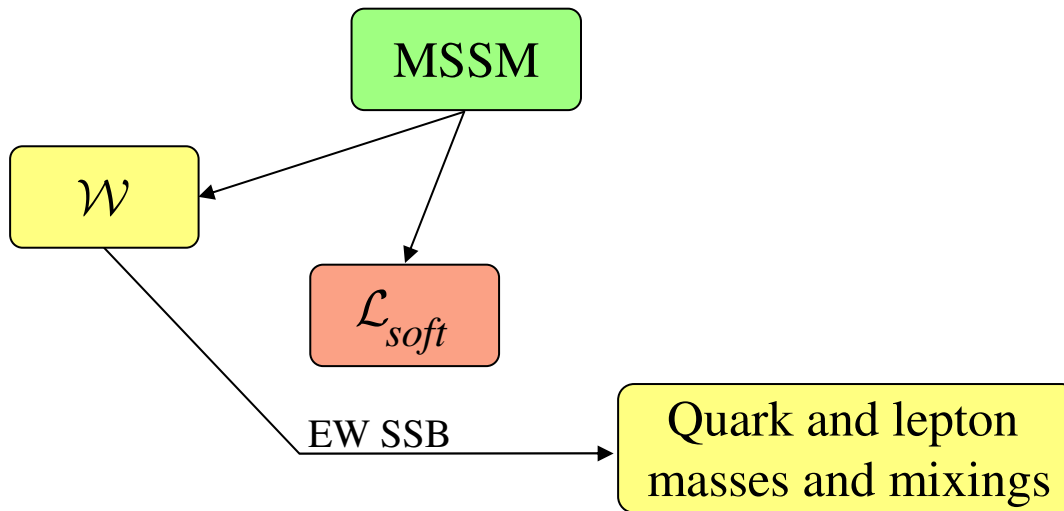 MSSM
𝒲
ℒsoft
EW SSB
Quark and lepton
masses and mixings